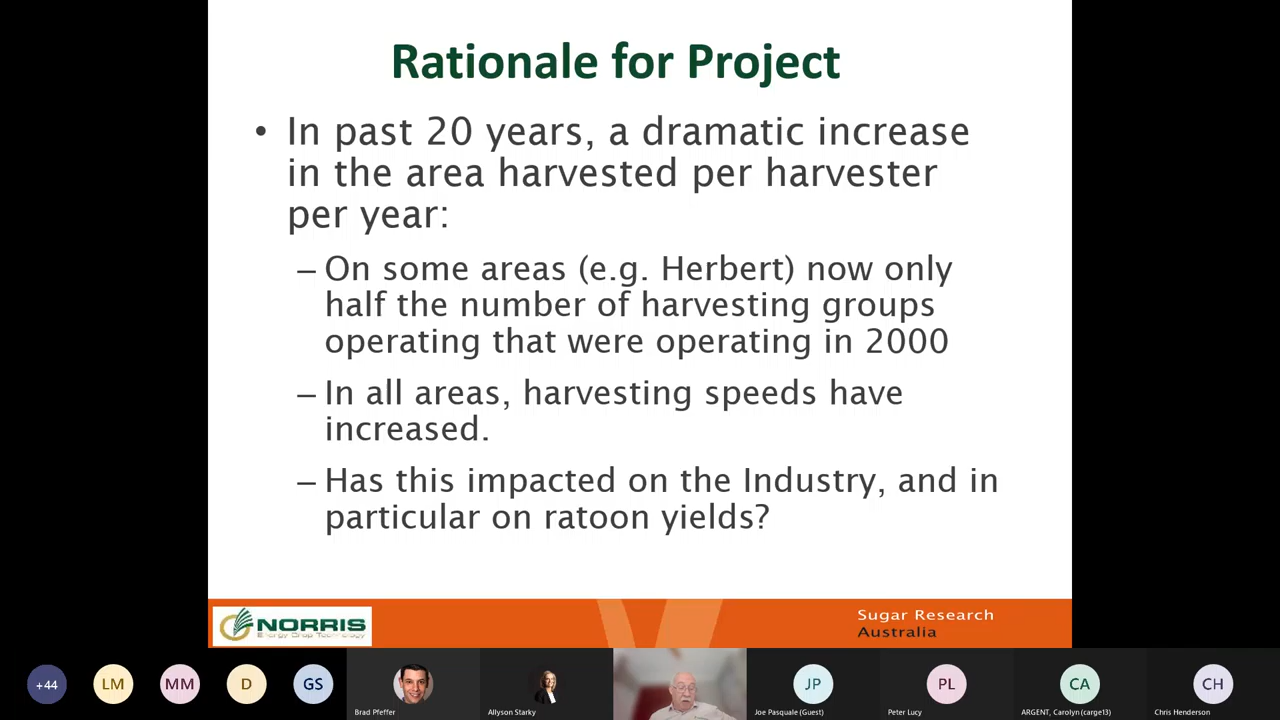 Rationale for Project
• In past 20 years, a dramatic increase
in the area harvested per harvester
per year:
– On some areas (e.g. Herbert) now only
half the number of harvesting groups
operating that were operating in 2000
– In all areas, harvesting speeds have
increased.
– Has this impacted on the Industry, and in
particular on ratoon yields?
NORRIS
Energy Crop Technology
Sugar Research
Australia
+44
LM
MM
D
GS
Brad Pfeffer
Allyson Starky
JP
Joe Pasquale (Guest)
PL
Peter Lucy
CA
ARGENT, Carolyn (carge13)
CH
Chris Henderson